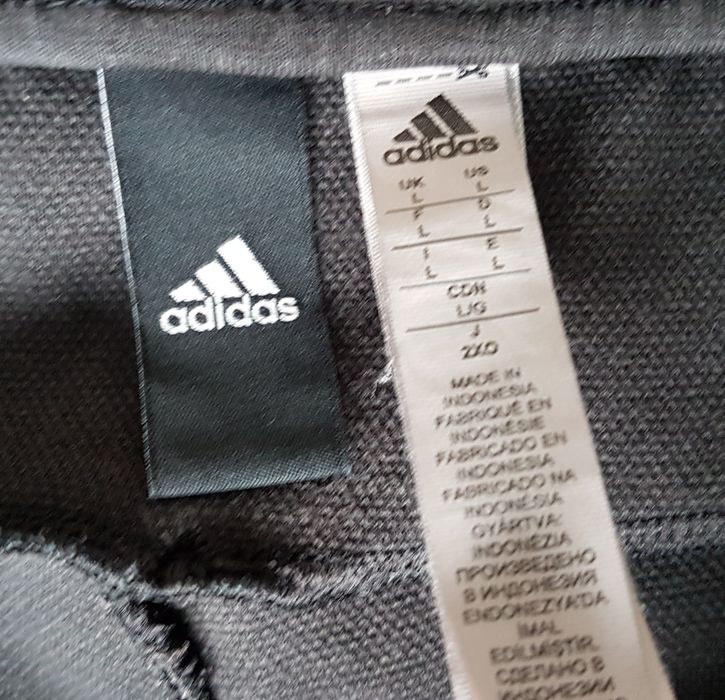 adidas
adidas
UK US
L L
F D
L L
I E
L L
CDN
L/G
J
2XO
MADE IN
INDONESIA
FABRIQUÉ EN
INDONÉSIE
FABRICADO EN
INDONESIA
FABRICADO NA
INDONÉSIA
GYÁRTVA:
INDONÉZIA
ПРОИЗВЕДЕНО
В ИНДОНЕЗИЯ
ENDONEZYA'DA
İMAL
EDİLMİŞTİR.
СДЕЛАНО В
ИНДОНЕЗИИ